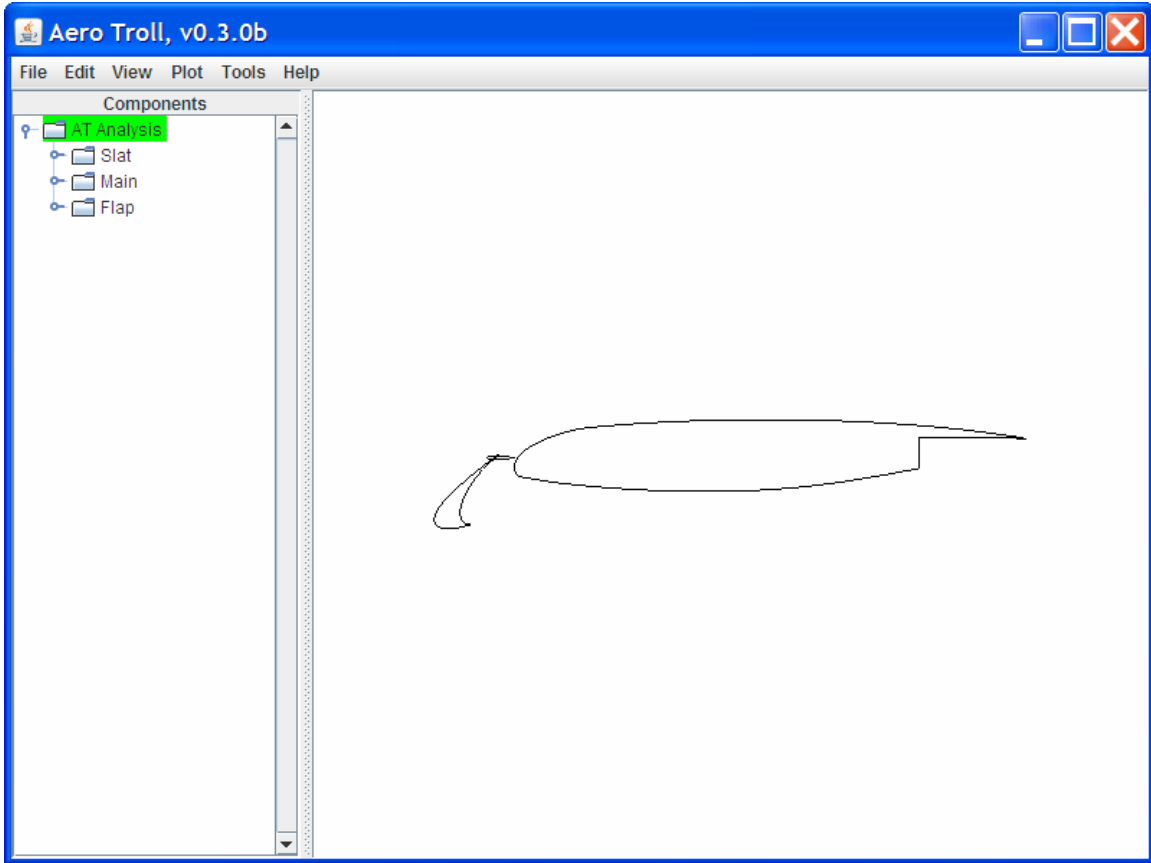 Aero Troll, v0.3.0b
File Edit View Plot Tools Help
Components
AT Analysis
Slat
Main
Flap